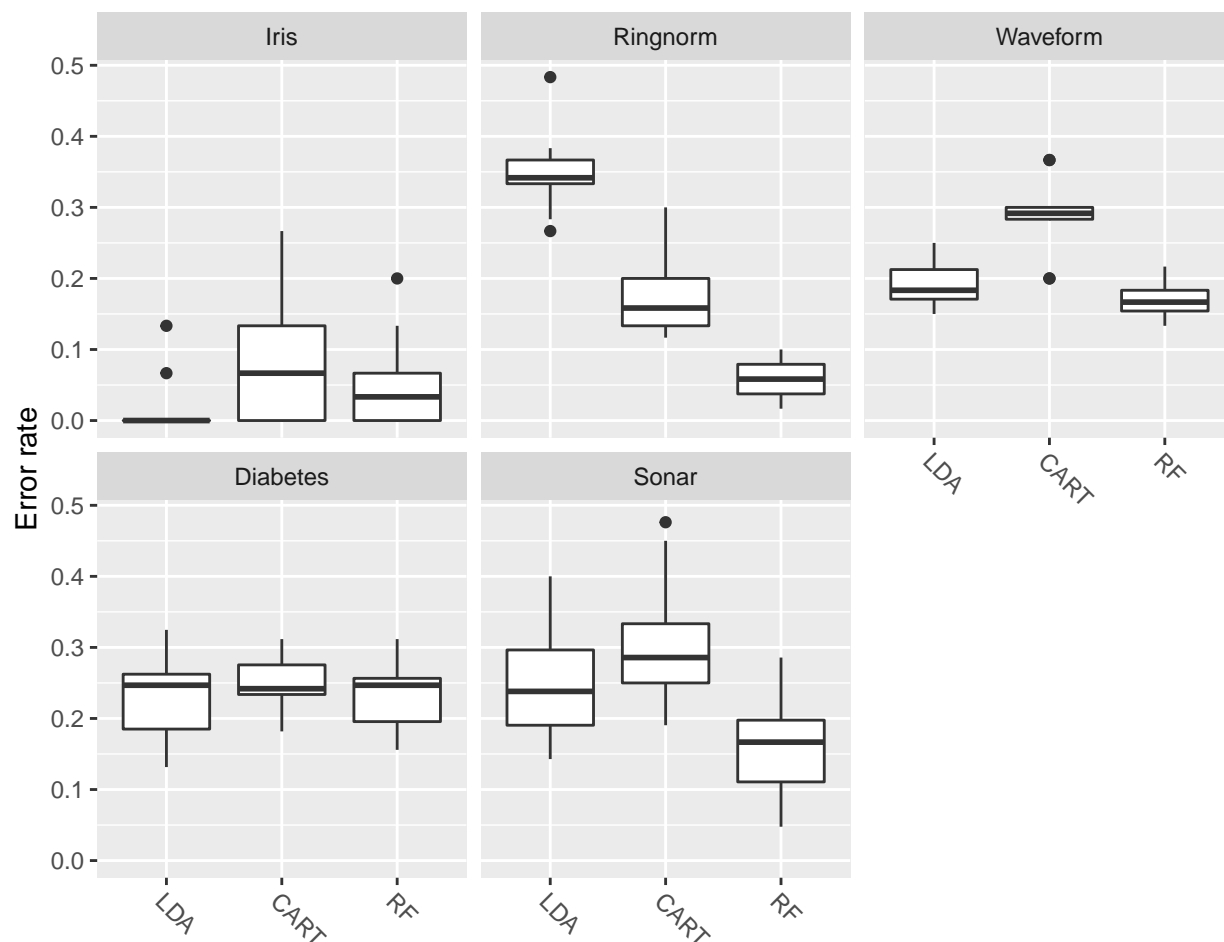 Iris Ringnorm Waveform
0.5
0.4
0.3
0.2
0.1
0.0
LDA CART RF
Diabetes Sonar
Error rate
0.5
0.4
0.3
0.2
0.1
0.0
LDA CART RF LDA CART RF